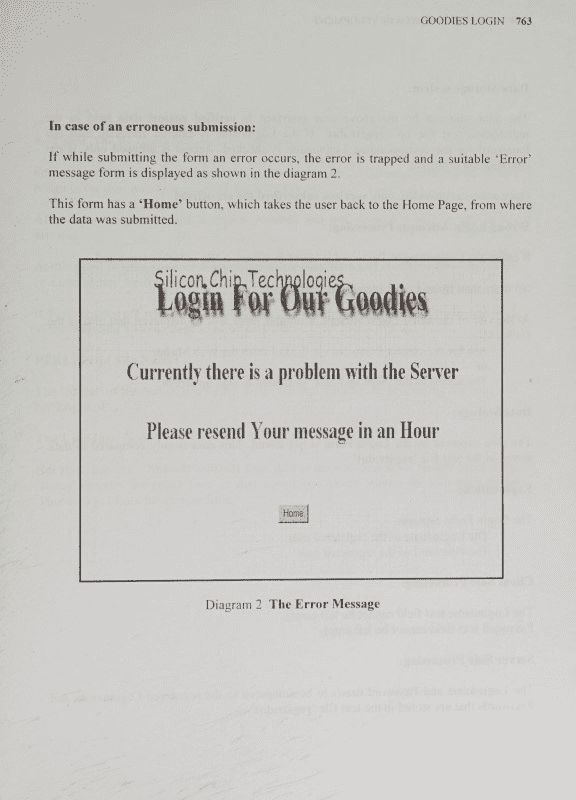 GOODIES LOGIN 763
In case of an erroneous submission:
If while submitting the form an error occurs, the error is trapped and a suitable ‘Error’
message form is displayed as shown in the diagram 2.
This form has a ‘Home’ button, which takes the user back to the Home Page, from where
the data was submitted.
Silicon Chip Technologies
Login For Our Goodies
Currently there is a problem with the Server
Please resend Your message in an Hour
Home
Diagram 2 The Error Message